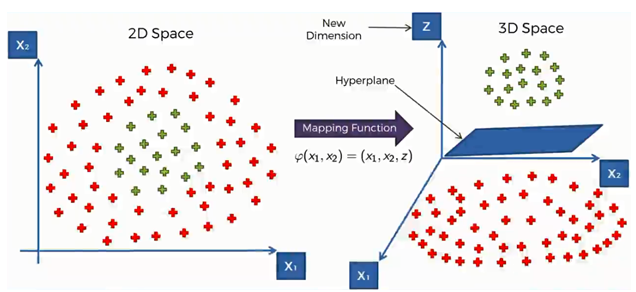 2D Space
X₂
X₁
New
Dimension
Z
3D Space
Hyperplane
Mapping Function
φ(x₁, x₂) = (x₁, x₂, z)
X₂
X₁